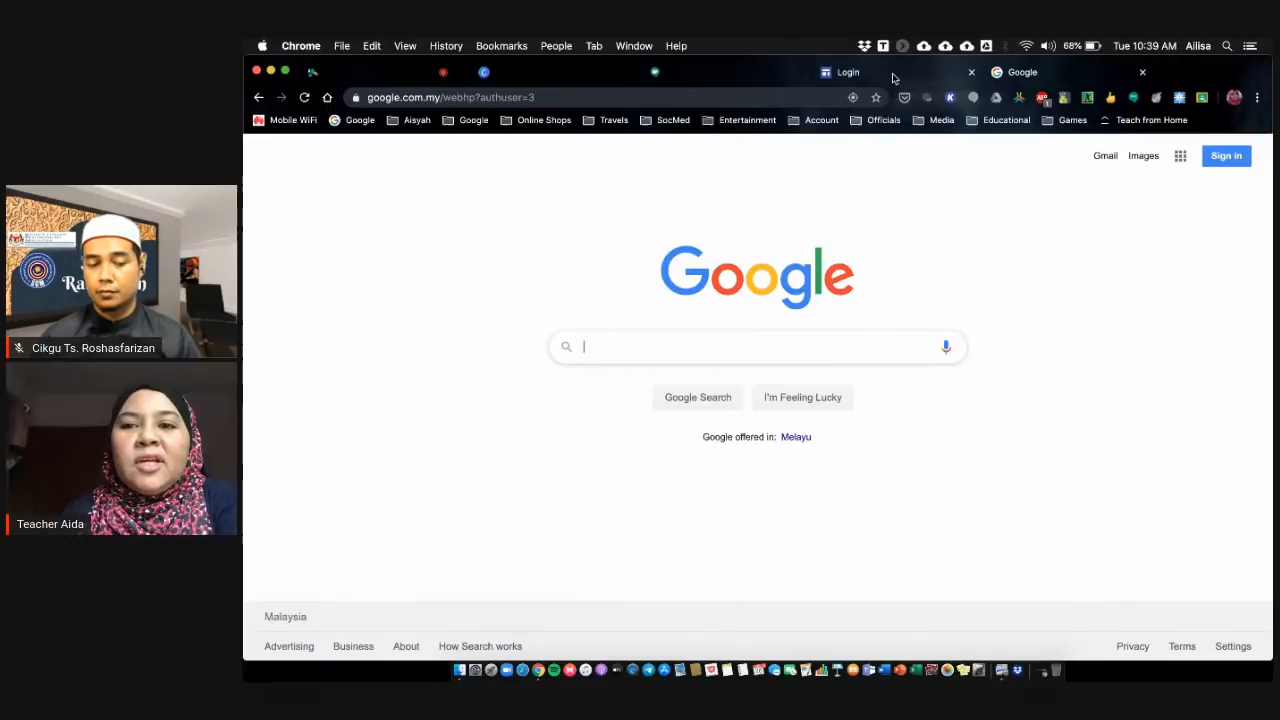 Chrome File Edit View History Bookmarks People Tab Window Help 68% Tue 10:39 AM Ailisa
Login Google
google.com.my/webhp?authuser=3
Mobile WiFi Google Aisyah Google Online Shops Travels SocMed Entertainment Account Officials Media Educational Games Teach from Home
Gmail Images Sign in
Google
Google Search I'm Feeling Lucky
Google offered in: Melayu
Cikgu Ts. Roshasfarizan
Teacher Aida
Malaysia
Advertising Business About How Search works Privacy Terms Settings